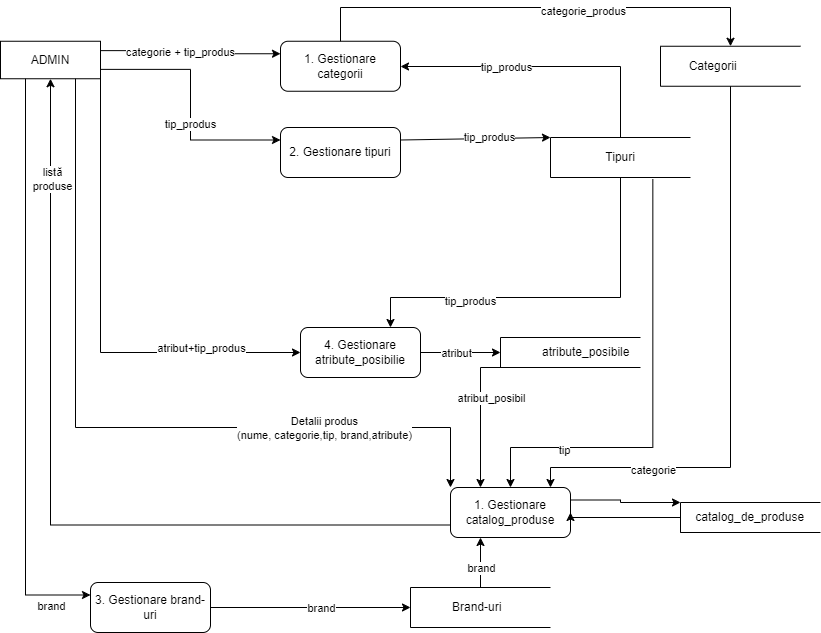 categorie_produs
ADMIN
categorie + tip_produs
1. Gestionare
categorii
tip_produs
Categorii
tip_produs
2. Gestionare tipuri
tip_produs
Tipuri
listă
produse
tip_produs
4. Gestionare
atribute_posibilie
atribut+tip_produs
atribut
atribute_posibile
atribut_posibil
Detalii produs
(nume, categorie,tip, brand,atribute)
tip
categorie
1. Gestionare
catalog_produse
catalog_de_produse
brand
brand
3. Gestionare brand-
uri
brand
Brand-uri